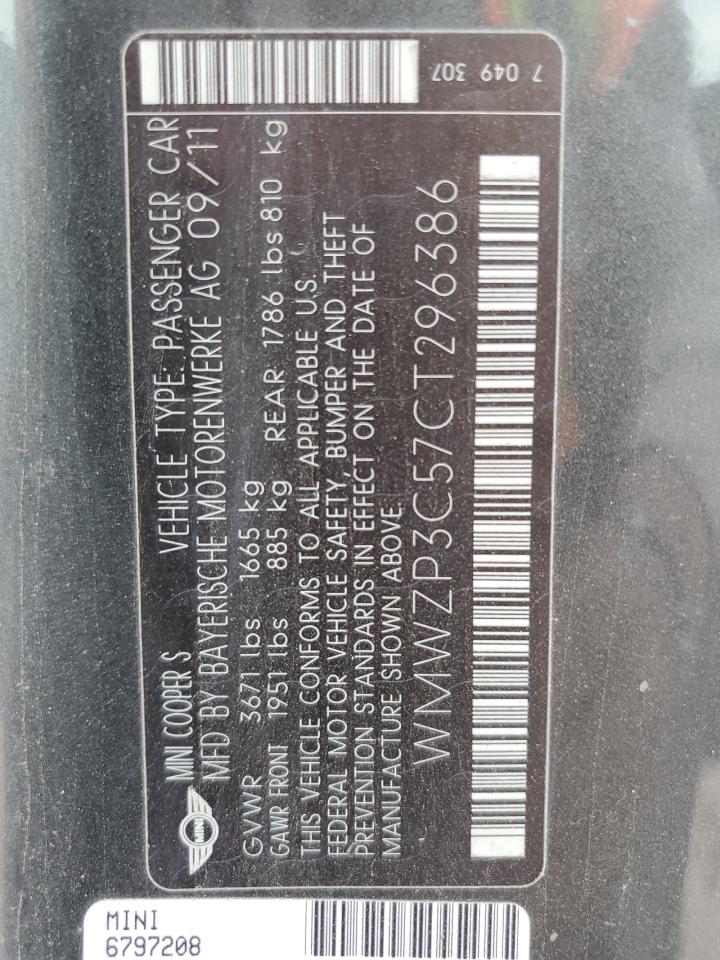 MINI COOPER S VEHICLE TYPE: PASSENGER CAR
MFD BY BAYERISCHE MOTORENWERKE AG 09/11
MINI
GVWR 3671 lbs 1665 kg
GAWR FRONT 1951 lbs 885 kg REAR 1786 lbs 810 kg
THIS VEHICLE CONFORMS TO ALL APPLICABLE U.S.
FEDERAL MOTOR VEHICLE SAFETY, BUMPER AND THEFT
PREVENTION STANDARDS IN EFFECT ON THE DATE OF
MANUFACTURE SHOWN ABOVE.
WMWZP3C57CT296386
7 049 307
MINI
6797208